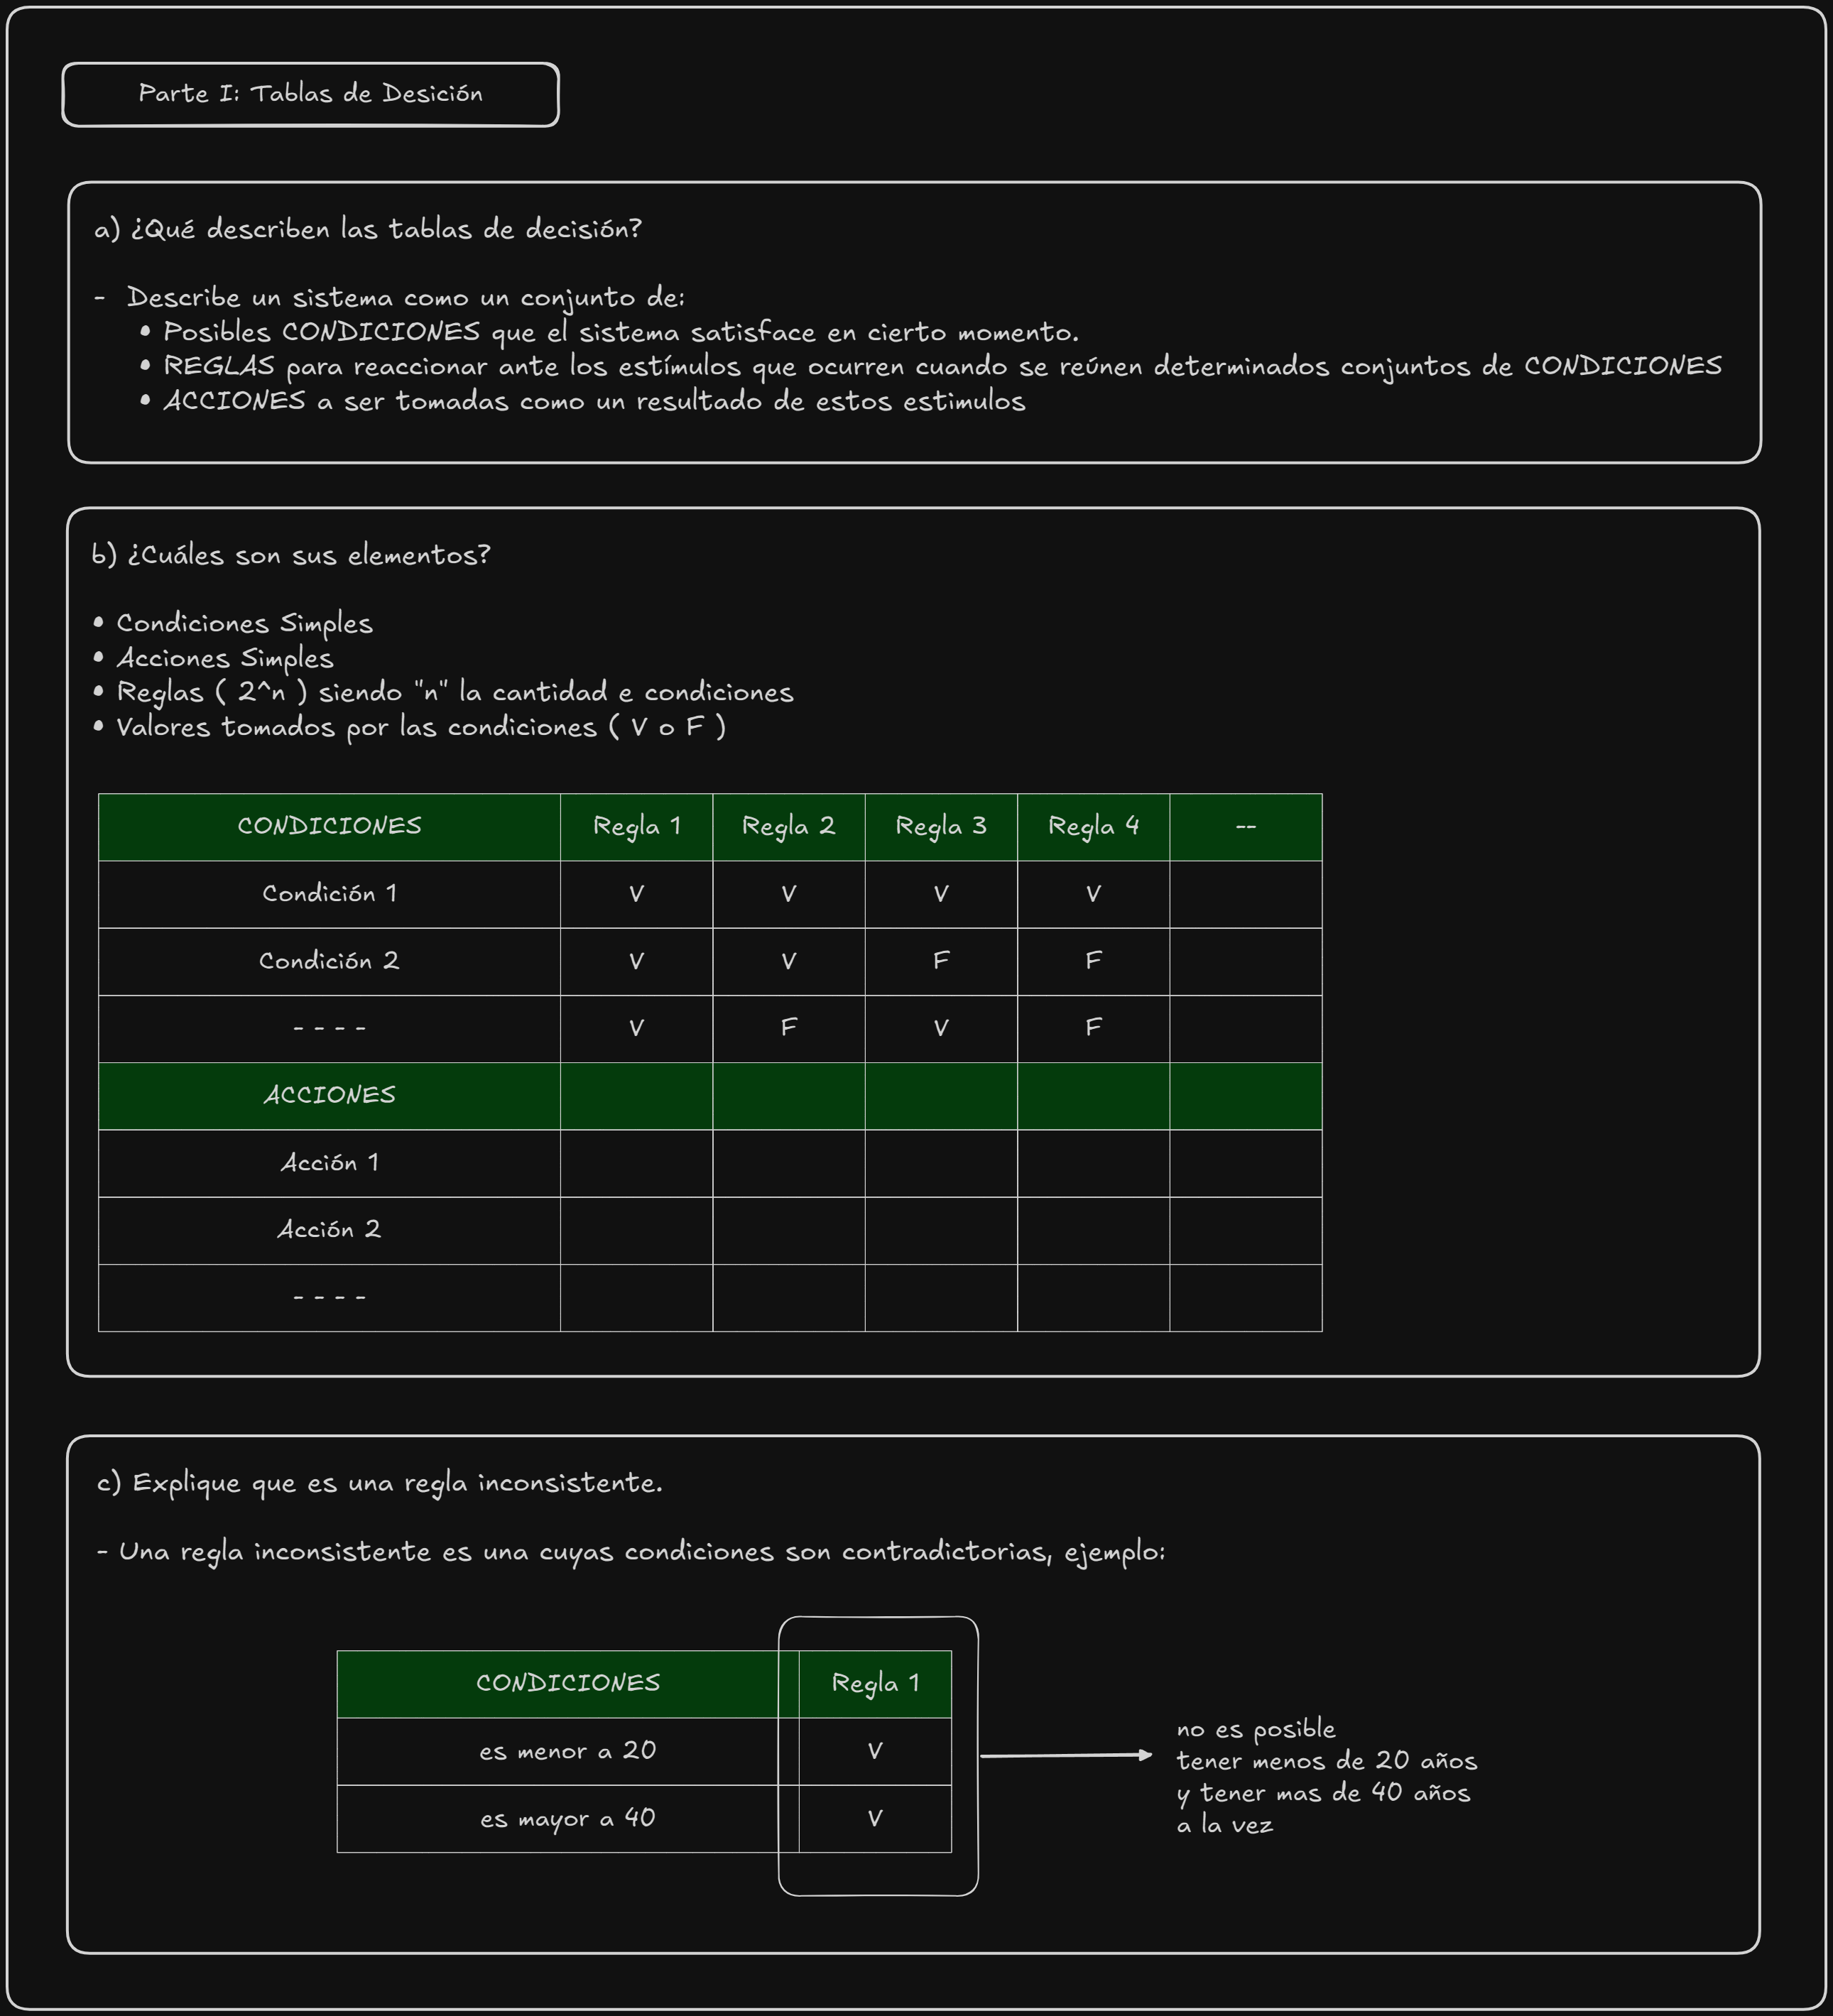 Parte I: Tablas de Desición
a) ¿Qué describen las tablas de decisión?
- Describe un sistema como un conjunto de:
• Posibles CONDICIONES que el sistema satisface en cierto momento.
• REGLAS para reaccionar ante los estímulos que ocurren cuando se reúnen determinados conjuntos de CONDICIONES
• ACCIONES a ser tomadas como un resultado de estos estimulos
b) ¿Cuáles son sus elementos?
• Condiciones Simples
• Acciones Simples
• Reglas ( 2^n ) siendo "n" la cantidad e condiciones
• Valores tomados por las condiciones ( V o F )
CONDICIONES Regla 1 Regla 2 Regla 3 Regla 4 --
Condición 1 V V V V
Condición 2 V V F F
- - - - V F V F
ACCIONES
Acción 1
Acción 2
- - - -
c) Explique que es una regla inconsistente.
- Una regla inconsistente es una cuyas condiciones son contradictorias, ejemplo:
CONDICIONES Regla 1
es menor a 20 V
es mayor a 40 V
no es posible
tener menos de 20 años
y tener mas de 40 años
a la vez